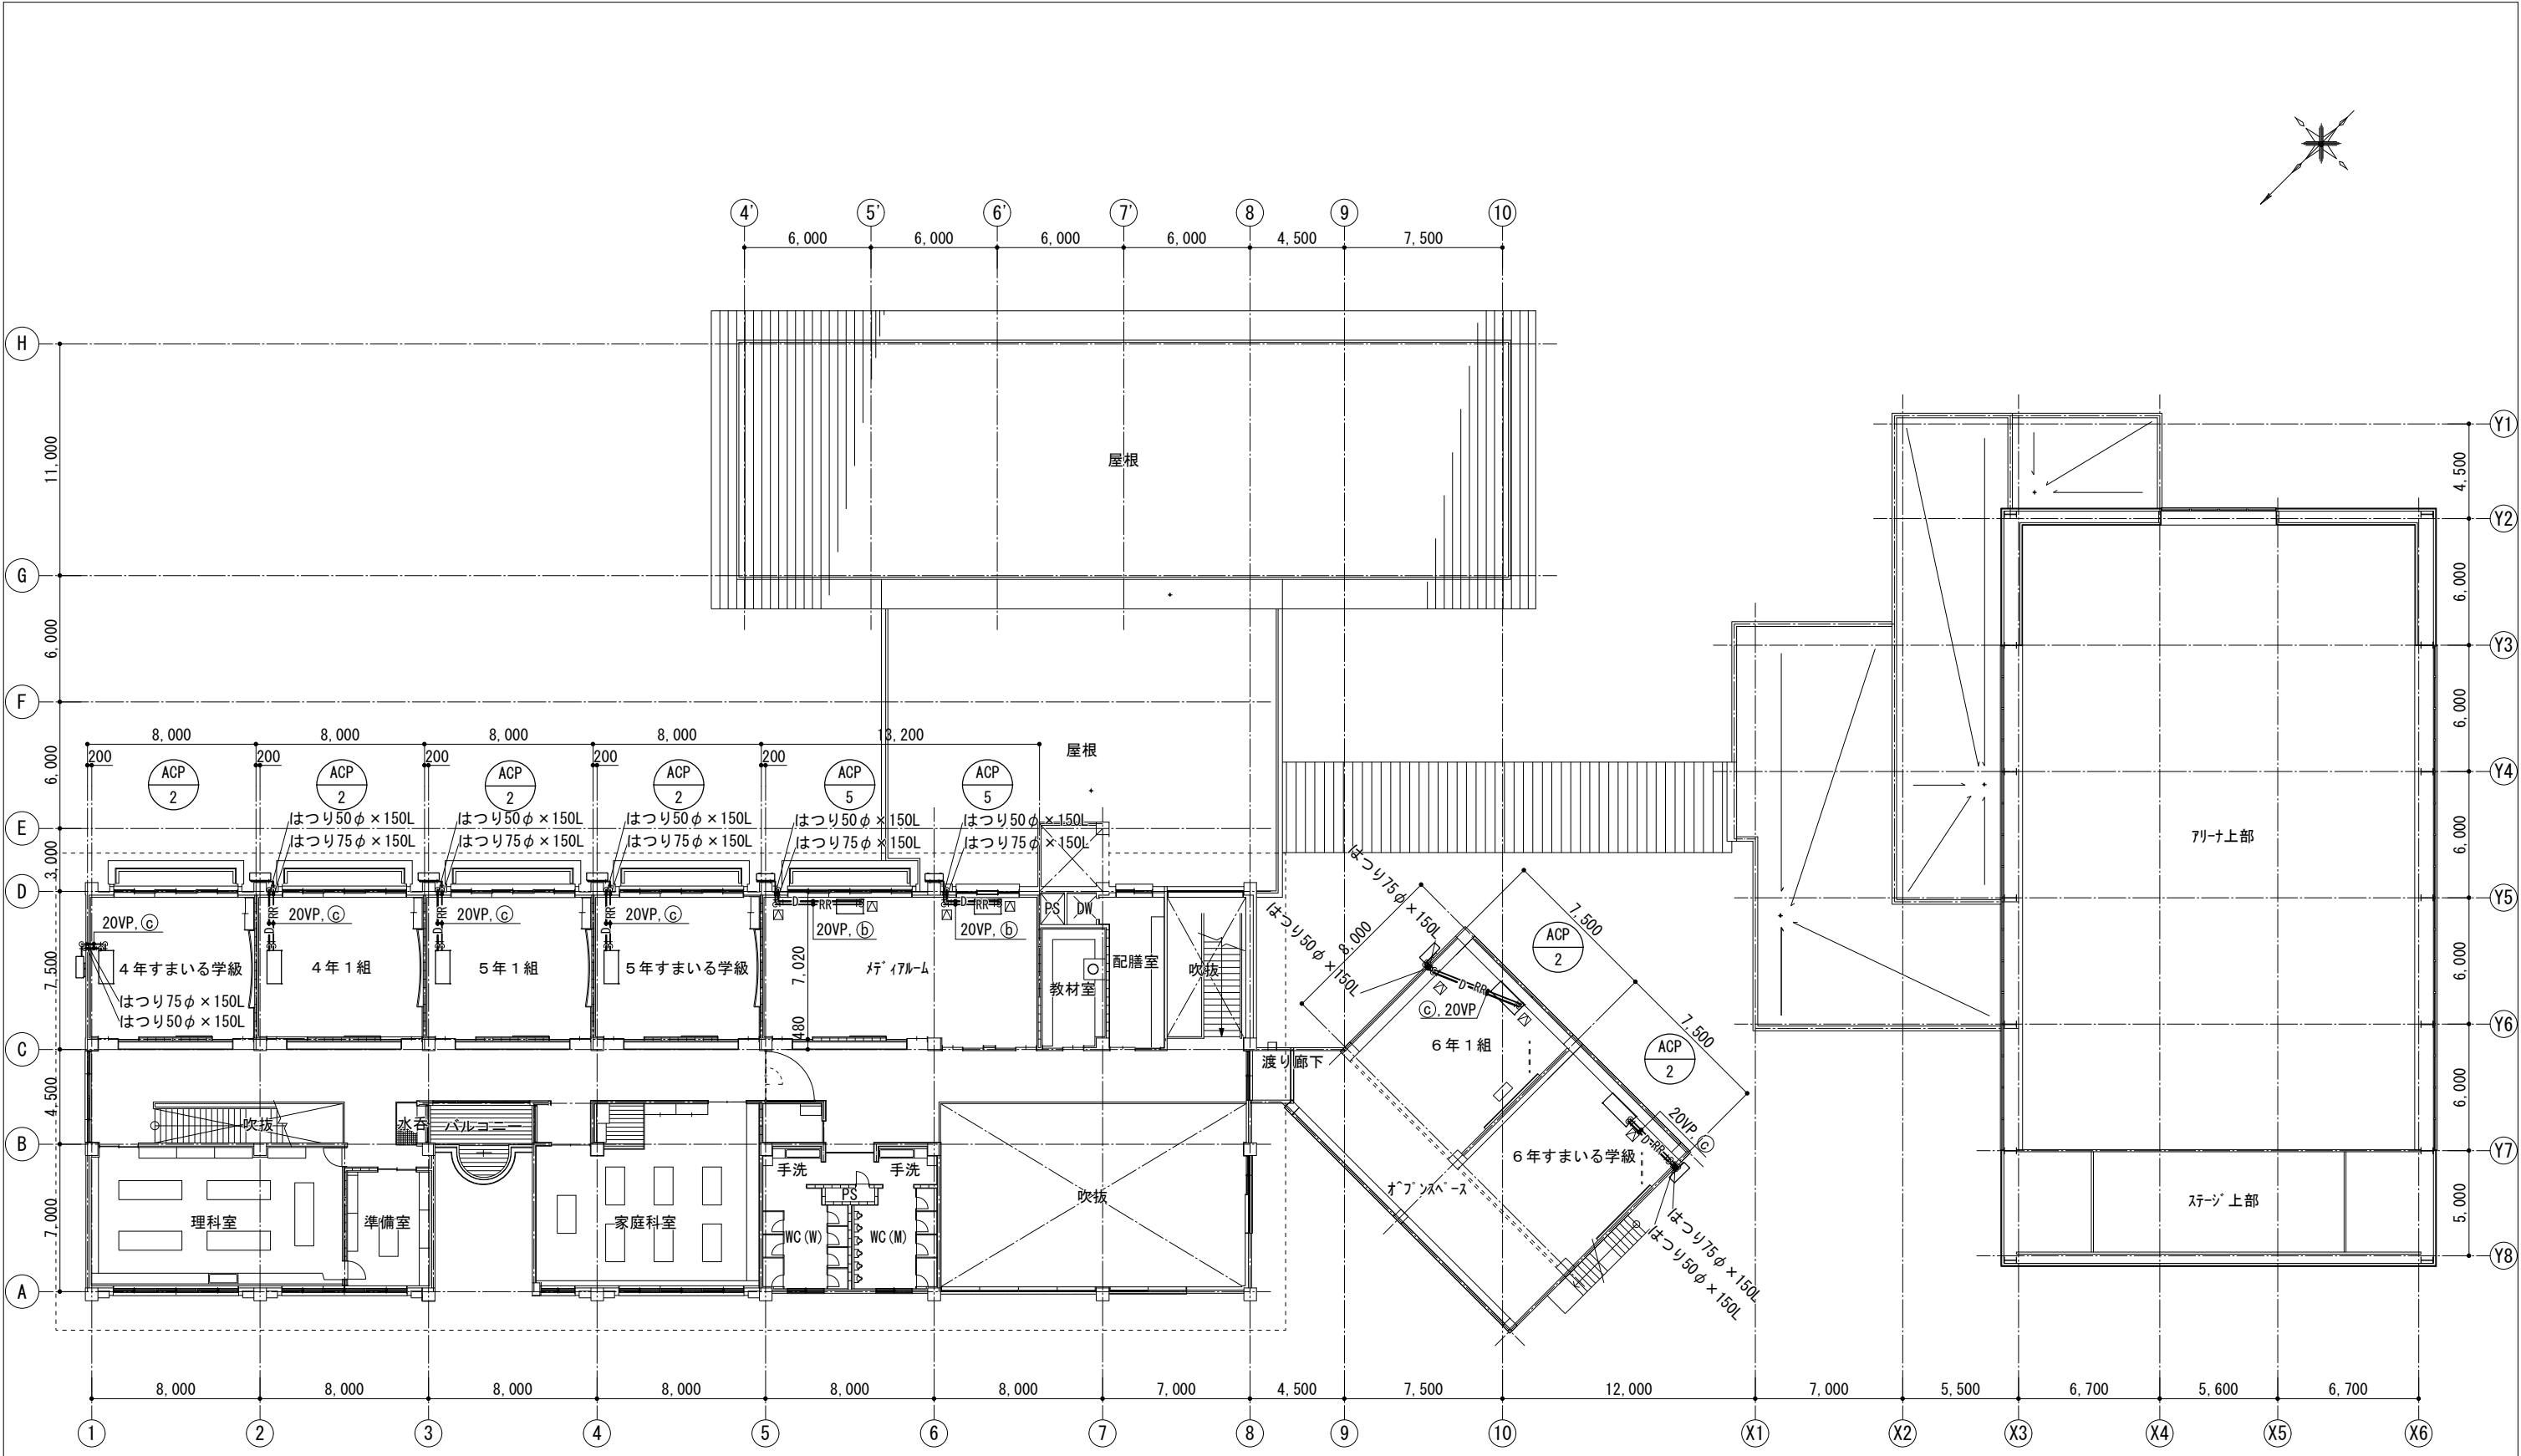 4' 5' 6' 7' 8 9 10
6,000 6,000 6,000 6,000 4,500 7,500
H
G
F
E
D
C
B
A
11,000
6,000
6,000
3,000
7,500
4,500
7,000
屋根
屋根
8,000 8,000 8,000 8,000 13,200
200 200 200 200 200
ACP 2
ACP 2
ACP 2
ACP 2
ACP 5
ACP 5
はつり50φ×150L
はつり75φ×150L
はつり50φ×150L
はつり75φ×150L
はつり50φ×150L
はつり75φ×150L
はつり50φ×150L
はつり75φ×150L
はつり50φ×150L
はつり75φ×150L
20VP,ⓒ
20VP,ⓒ
20VP,ⓒ
20VP,ⓒ
20VP,ⓑ
20VP,ⓑ
D RR
D RR
D RR
D RR
D RR
4年すまいる学級
4年1組
5年1組
5年すまいる学級
メディアルーム
はつり75φ×150L
はつり50φ×150L
7,020
480
PS
DW
教材室
配膳室
吹抜
渡り廊下
吹抜
水呑
バルコニー
理科室
準備室
家庭科室
手洗
手洗
PS
WC(W)
WC(M)
吹抜
はつり75φ×150L
はつり50φ×150L
8,000
7,500
7,500
ACP 2
ACP 2
D RR
ⓒ,20VP
6年1組
20VP,ⓒ
D RR
6年すまいる学級
オープンスペース
はつり75φ×150L
はつり50φ×150L
アリーナ上部
ステージ上部
Y1
Y2
Y3
Y4
Y5
Y6
Y7
Y8
4,500
6,000
6,000
6,000
6,000
6,000
5,000
8,000 8,000 8,000 8,000 8,000 8,000 7,000 4,500 7,500 12,000 7,000 5,500 6,700 5,600 6,700
1 2 3 4 5 6 7 8 9 10 X1 X2 X3 X4 X5 X6